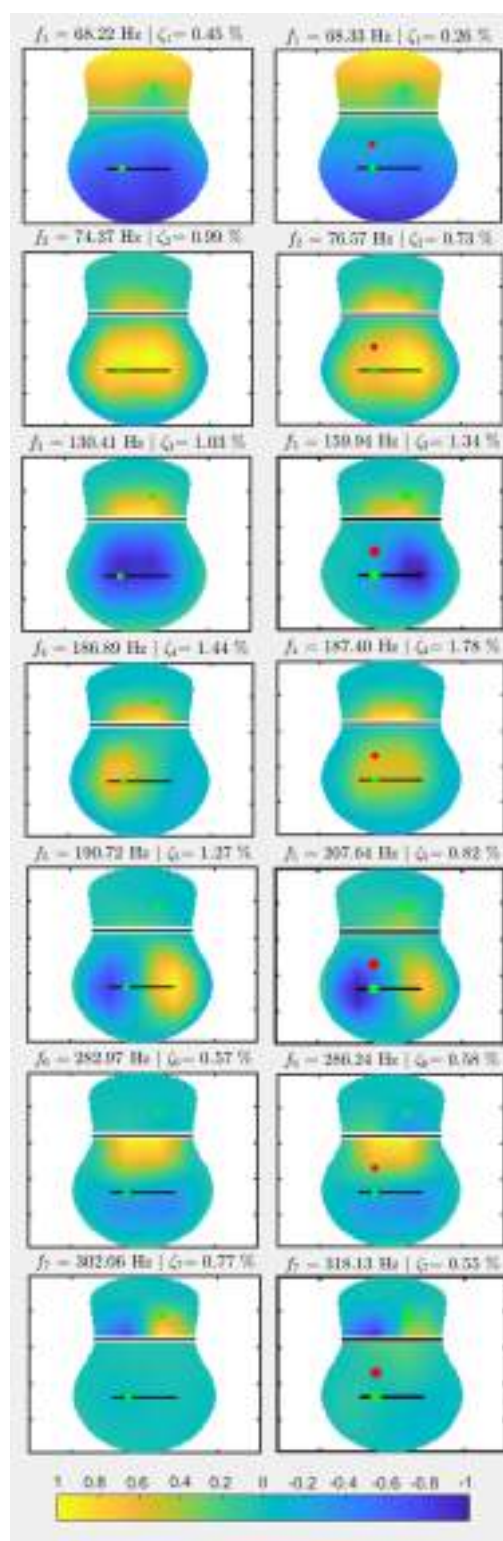 f₁ = 68.22 Hz | ζ₁= 0.45 % f₁ = 68.33 Hz | ζ₁= 0.26 %
f₂ = 74.37 Hz | ζ₂= 0.99 % f₂ = 76.57 Hz | ζ₂= 0.73 %
f₃ = 130.41 Hz | ζ₃= 1.03 % f₃ = 159.94 Hz | ζ₃= 1.34 %
f₄ = 186.89 Hz | ζ₄= 1.44 % f₄ = 187.40 Hz | ζ₄= 1.78 %
f₅ = 190.72 Hz | ζ₅= 1.27 % f₅ = 207.64 Hz | ζ₅= 0.82 %
f₆ = 282.97 Hz | ζ₆= 0.57 % f₆ = 286.24 Hz | ζ₆= 0.58 %
f₇ = 302.06 Hz | ζ₇= 0.77 % f₇ = 318.13 Hz | ζ₇= 0.55 %
1 0.8 0.6 0.4 0.2 0 -0.2 -0.4 -0.6 -0.8 -1